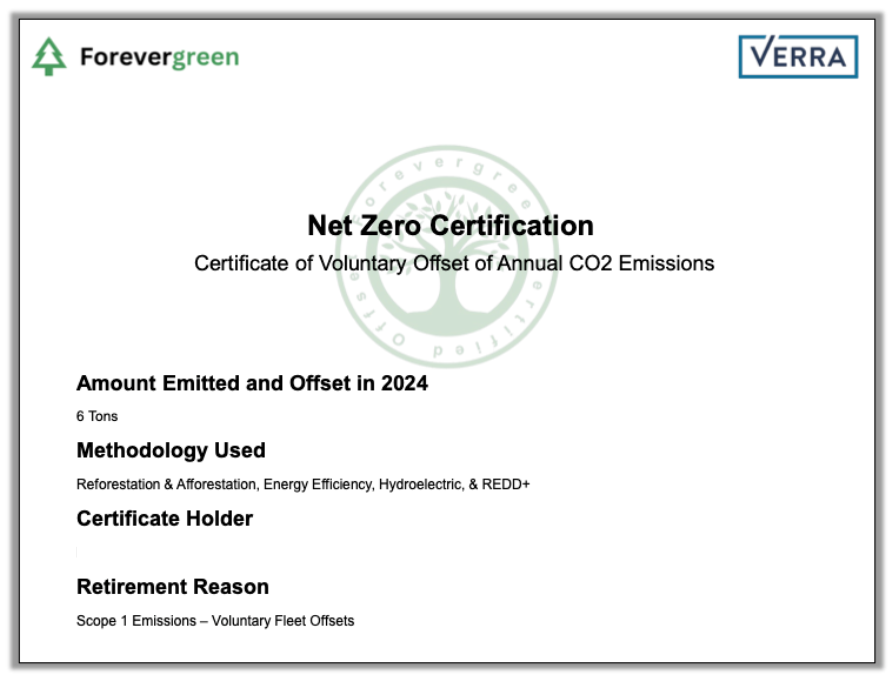 Forevergreen
VERRA
Forevergreen Certified Offset
Net Zero Certification
Certificate of Voluntary Offset of Annual CO2 Emissions
Amount Emitted and Offset in 2024
6 Tons
Methodology Used
Reforestation & Afforestation, Energy Efficiency, Hydroelectric, & REDD+
Certificate Holder
Retirement Reason
Scope 1 Emissions – Voluntary Fleet Offsets